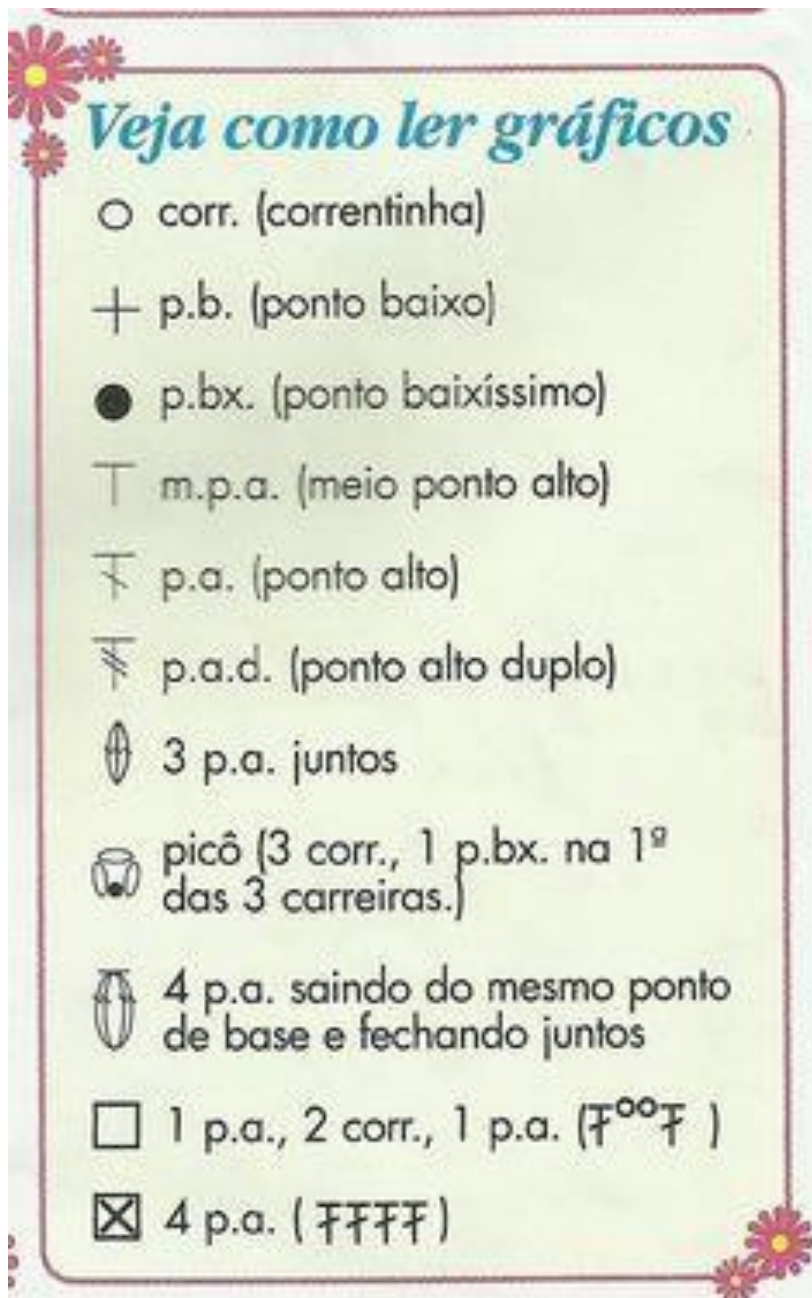 Veja como ler gráficos
corr. (correntinha)
p.b. (ponto baixo)
p.bx. (ponto baixíssimo)
m.p.a. (meio ponto alto)
p.a. (ponto alto)
p.a.d. (ponto alto duplo)
3 p.a. juntos
picô (3 corr., 1 p.bx. na 1ª
das 3 carreiras.)
4 p.a. saindo do mesmo ponto
de base e fechando juntos
1 p.a., 2 corr., 1 p.a. ( )
4 p.a. ( )